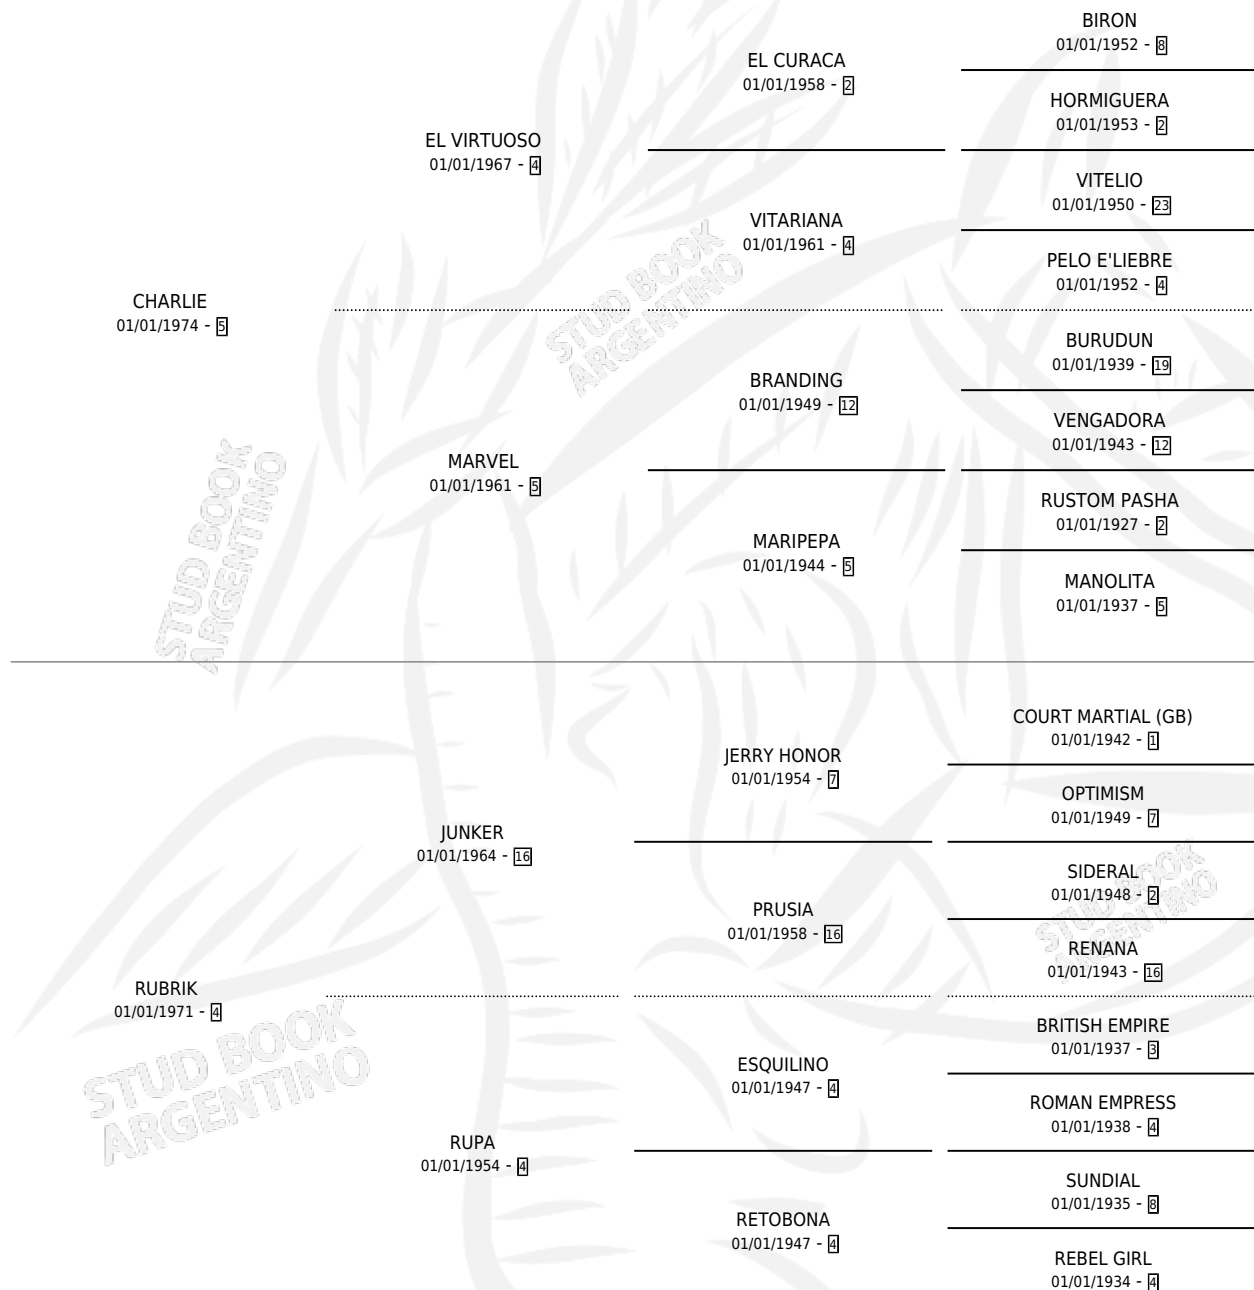 BIRON
01/01/1952 - 8
EL CURACA
01/01/1958 - 2
HORMIGUERA
01/01/1953 - 2
EL VIRTUOSO
01/01/1967 - 4
VITELIO
01/01/1950 - 23
VITARIANA
01/01/1961 - 4
PELO E'LIEBRE
01/01/1952 - 4
CHARLIE
01/01/1974 - 5
STUD BOOK
ARGENTINO
BURUDUN
01/01/1939 - 19
BRANDING
01/01/1949 - 12
VENGADORA
01/01/1943 - 12
MARVEL
01/01/1961 - 5
RUSTOM PASHA
01/01/1927 - 2
MARIPEPA
01/01/1944 - 5
MANOLITA
01/01/1937 - 5
STUD BOOK
ARGENTINO
COURT MARTIAL (GB)
01/01/1942 - 1
JERRY HONOR
01/01/1954 - 7
OPTIMISM
01/01/1949 - 7
JUNKER
01/01/1964 - 16
SIDERAL
01/01/1948 - 2
PRUSIA
01/01/1958 - 16
RENANA
01/01/1943 - 16
STUD BOOK
ARGENTINO
RUBRIK
01/01/1971 - 4
STUD BOOK
ARGENTINO
BRITISH EMPIRE
01/01/1937 - 3
ESQUILINO
01/01/1947 - 4
ROMAN EMPRESS
01/01/1938 - 4
RUPA
01/01/1954 - 4
SUNDIAL
01/01/1935 - 8
RETOBONA
01/01/1947 - 4
REBEL GIRL
01/01/1934 - 4